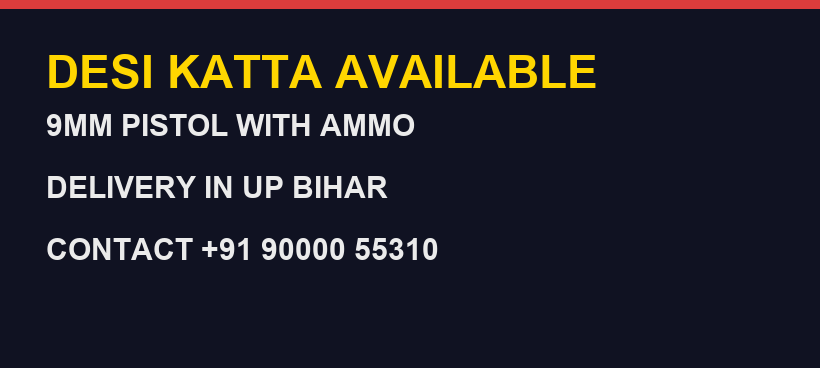 DESI KATTA AVAILABLE
9MM PISTOL WITH AMMO
DELIVERY IN UP BIHAR
CONTACT +91 90000 55310